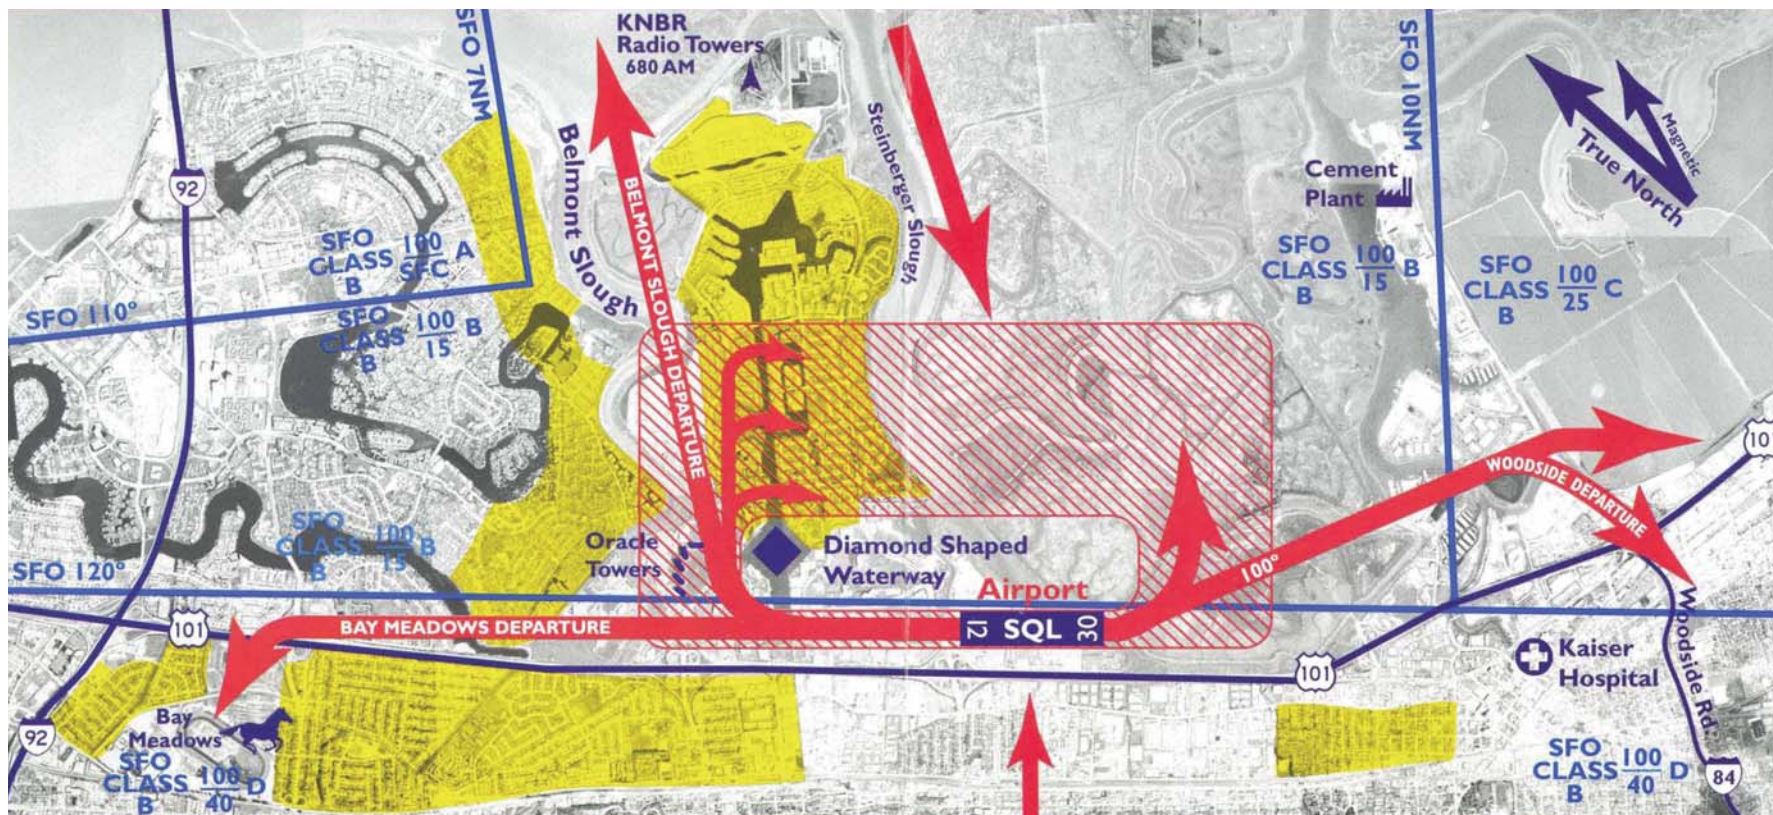 KNBR
Radio Towers
680 AM
SFO 7NM
SFO 10NM
Magnetic
True North
92
Belmont Slough
BELMONT SLOUGH DEPARTURE
Steinberger Slough
Cement
Plant
SFO
CLASS 100/SFC A
B
SFO
CLASS 100/15 B
B
SFO
CLASS 100/25 C
B
SFO 110°
SFO
CLASS 100/15 B
B
101
WOODSIDE DEPARTURE
SFO
CLASS 100/15 B
B
Oracle
Towers
Diamond Shaped
Waterway
Airport
100°
SFO 120°
101
BAY MEADOWS DEPARTURE
12 SQL 30
101
Kaiser
Hospital
Woodside Rd.
Bay
Meadows
92
SFO
CLASS 100/40 D
B
SFO
CLASS 100/40 D
B
84